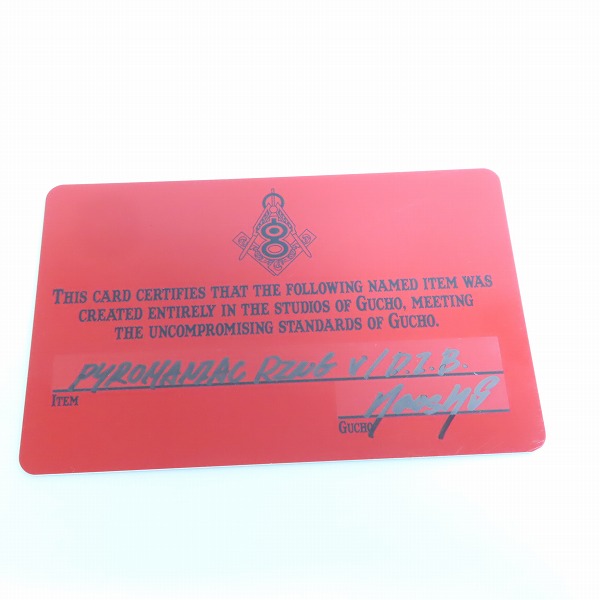 8
THIS CARD CERTIFIES THAT THE FOLLOWING NAMED ITEM WAS
CREATED ENTIRELY IN THE STUDIOS OF GUCHO, MEETING
THE UNCOMPROMISING STANDARDS OF GUCHO.
PYROMANIAC RING w/ D.I.B.
ITEM
GUCHO